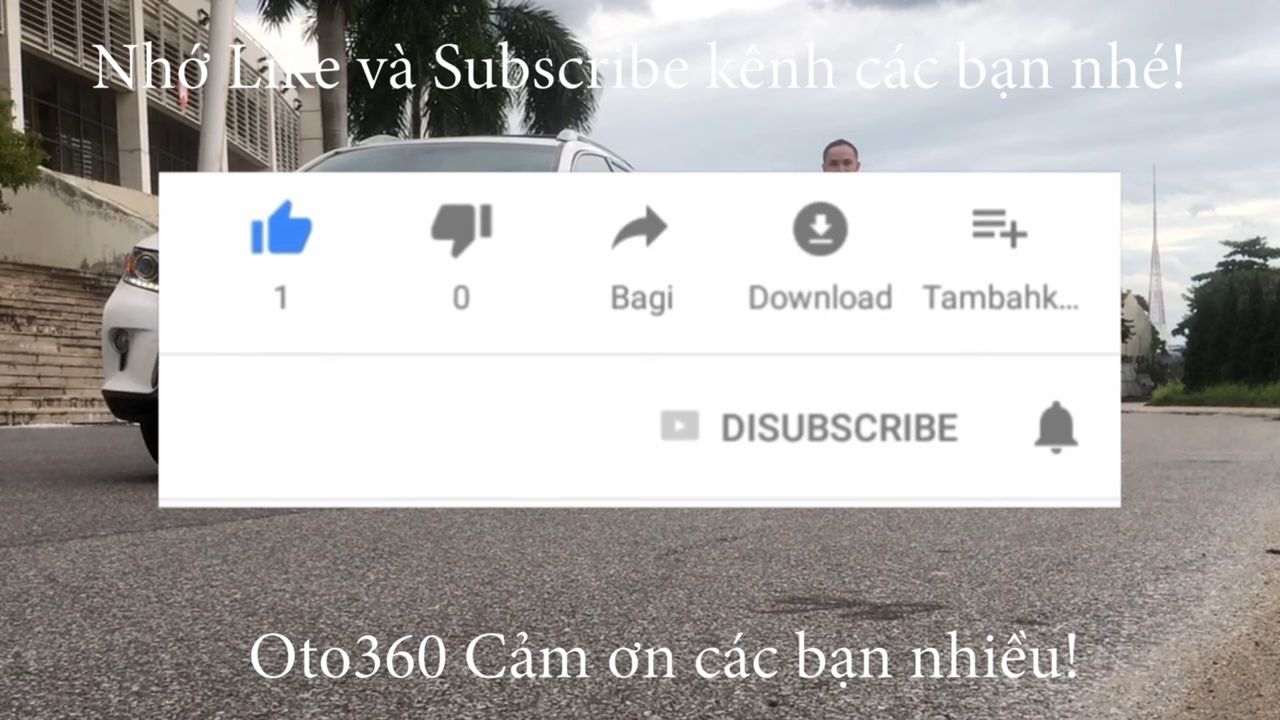 Nhớ Like và Subscribe kênh các bạn nhé!
1 0 Bagi Download Tambahk...
DISUBSCRIBE
Oto360 Cảm ơn các bạn nhiều!